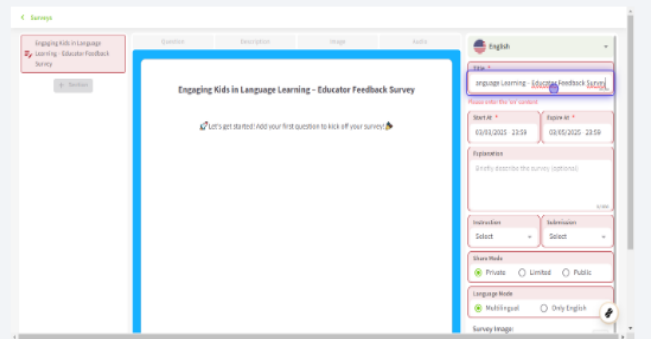 Surveys
Engaging Kids in Language
Learning - Educator Feedback
Survey
Section
Question
Description
Image
Audio
Engaging Kids in Language Learning - Educator Feedback Survey
Let's get started! Add your first question to kick off your survey!
English
Title *
anguage Learning - Educator Feedback Survey
Please enter the
Start At *
Expire At *
03/03/2025 23:59
03/05/2025 23:59
Explanation
Briefly describe the survey (optional)
Instruction
Submission
Select
Select
Share Mode
Private
Limited
Public
Language Mode
Multilingual
Only English
Survey Image: